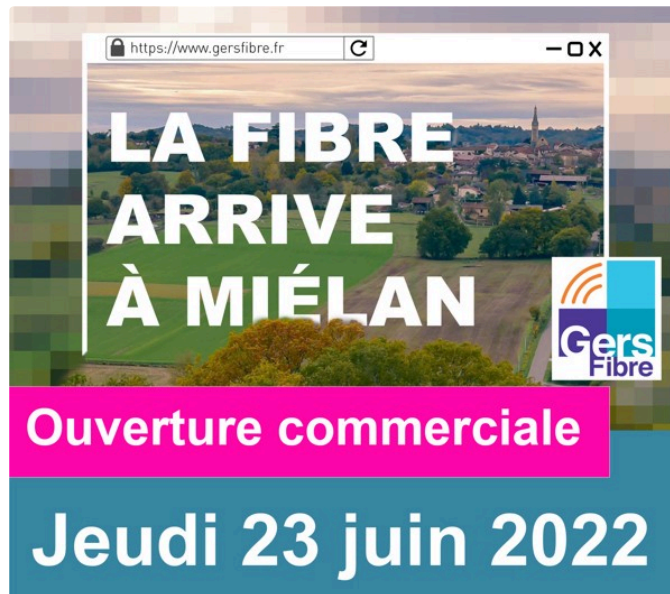 https://www.gersfibre.fr
LA FIBRE
ARRIVE
À MIÉLAN
Gers
Fibre
Ouverture commerciale
Jeudi 23 juin 2022